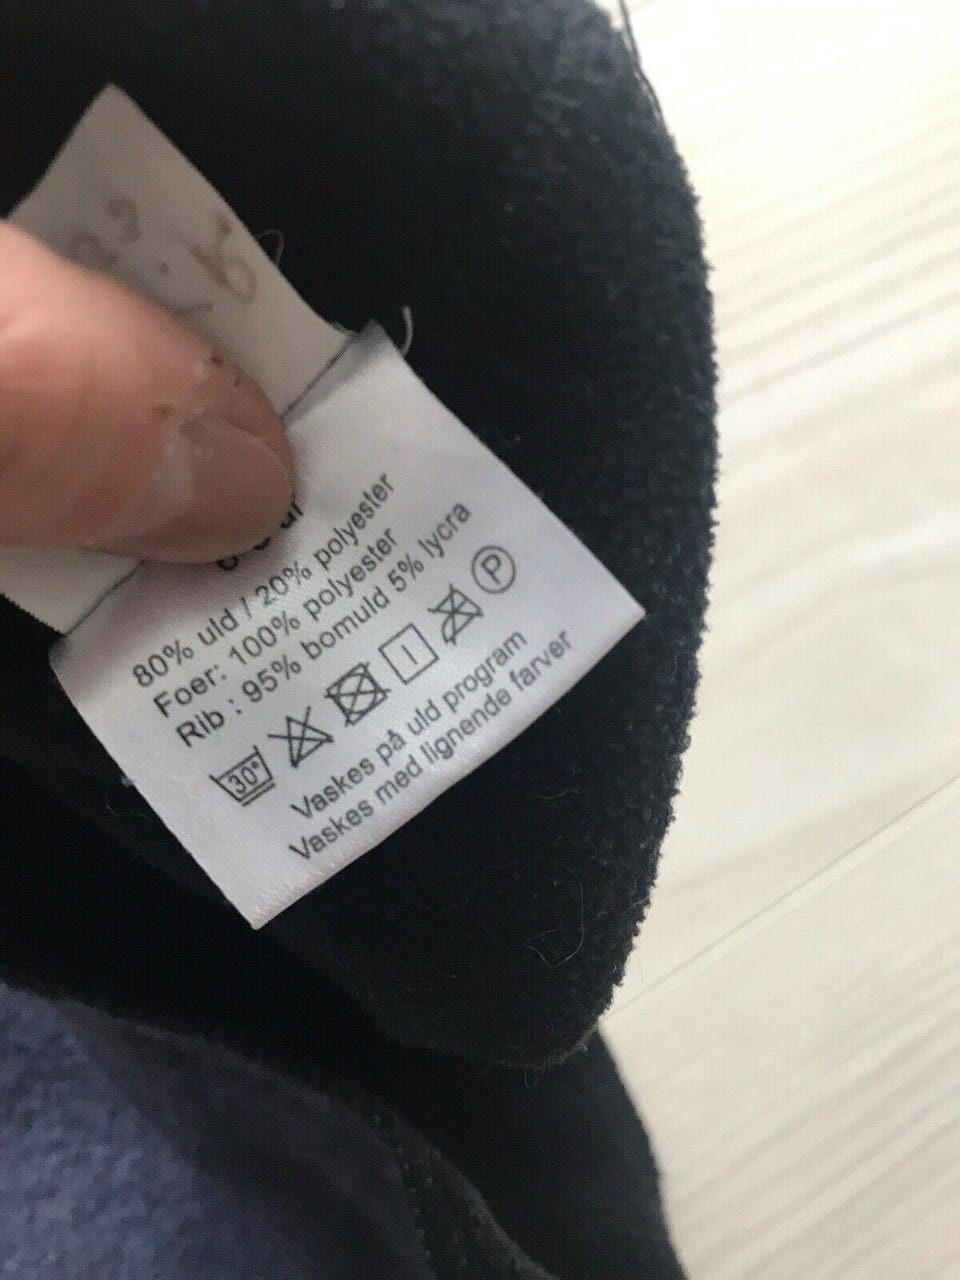 80% uld / 20% polyester
Foer: 100% polyester
Rib : 95% bomuld 5% lycra
30° P
Vaskes på uld program
Vaskes med lignende farver